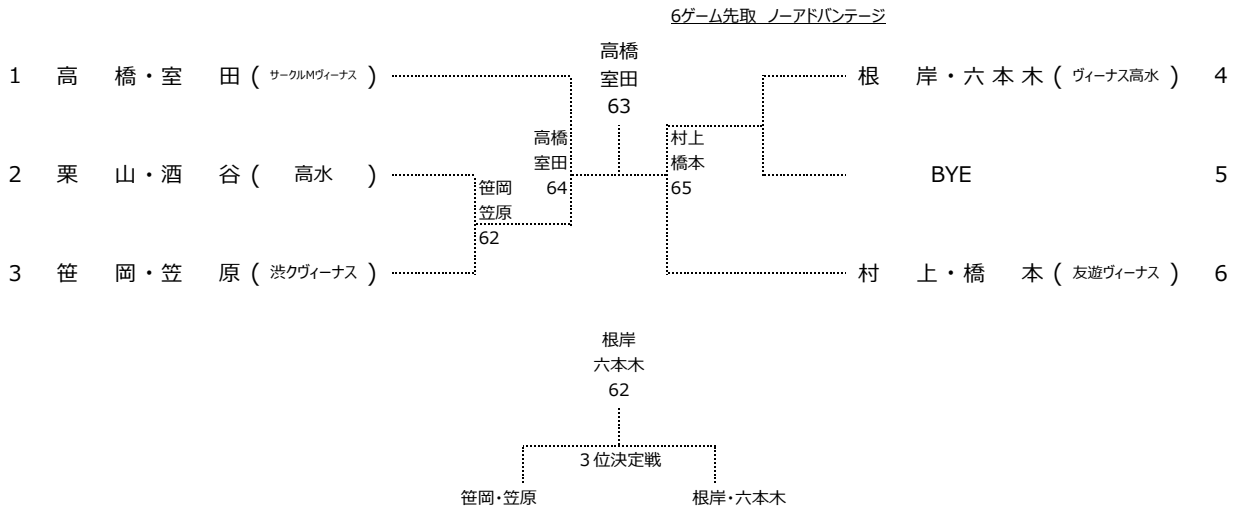 6ゲーム先取 ノーアドバンテージ
高橋
室田
63
1 高 橋・室 田 ( サークルMヴィーナス )
根 岸・六 本 木 ( ヴィーナス高水 ) 4
高橋
室田
64
村上
橋本
65
2 栗 山・酒 谷 ( 高水 )
BYE 5
笹岡
笠原
62
3 笹 岡・笠 原 ( 渋クヴィーナス )
村 上・橋 本 ( 友遊ヴィーナス ) 6
根岸
六本木
62
3位決定戦
笹岡・笠原 根岸・六本木